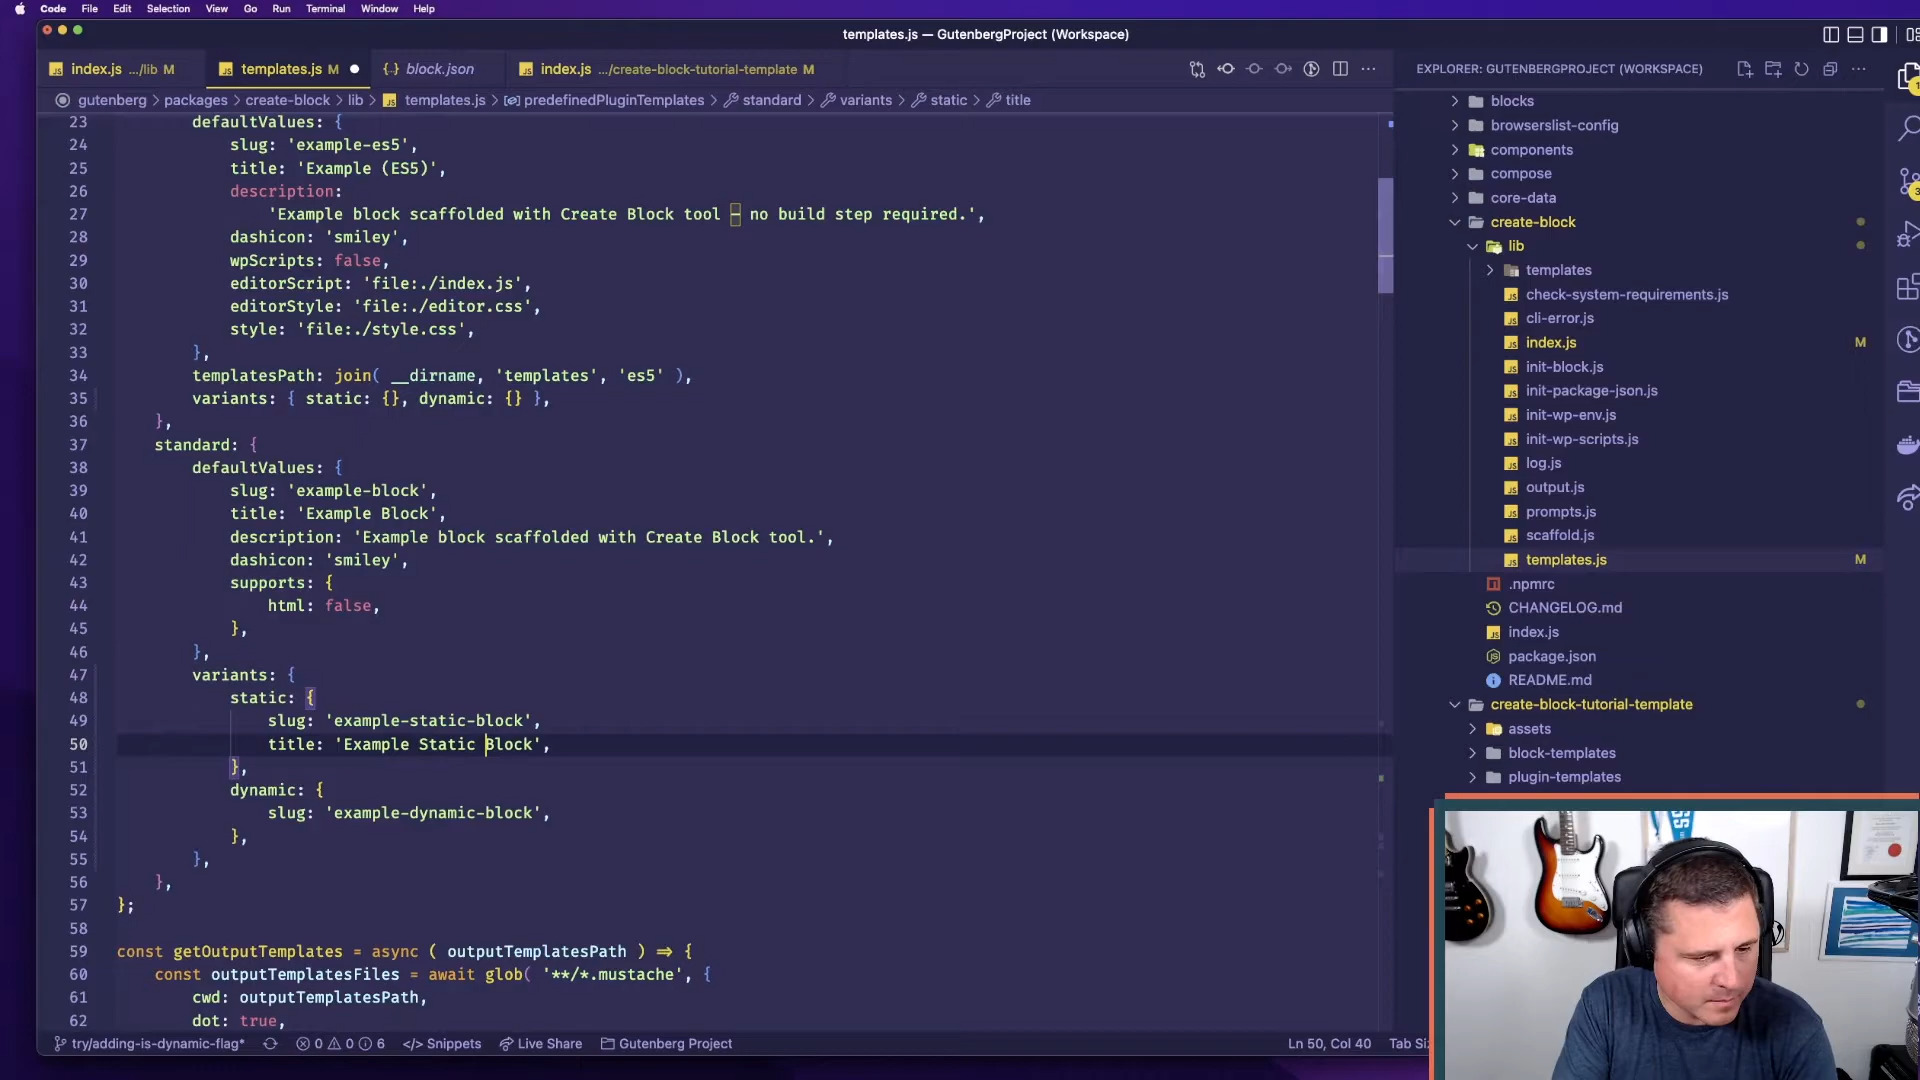 Code File Edit Selection View Go Run Terminal Window Help
templates.js — GutenbergProject (Workspace)
index.js .../lib M templates.js M {} block.json index.js .../create-block-tutorial-template M
gutenberg > packages > create-block > lib > templates.js > predefinedPluginTemplates > standard > variants > static > title
23 defaultValues: {
24 slug: 'example-es5',
25 title: 'Example (ES5)',
26 description:
27 'Example block scaffolded with Create Block tool – no build step required.',
28 dashicon: 'smiley',
29 wpScripts: false,
30 editorScript: 'file:./index.js',
31 editorStyle: 'file:./editor.css',
32 style: 'file:./style.css',
33 },
34 templatesPath: join( __dirname, 'templates', 'es5' ),
35 variants: { static: {}, dynamic: {} },
36 },
37 standard: {
38 defaultValues: {
39 slug: 'example-block',
40 title: 'Example Block',
41 description: 'Example block scaffolded with Create Block tool.',
42 dashicon: 'smiley',
43 supports: {
44 html: false,
45 },
46 },
47 variants: {
48 static: {
49 slug: 'example-static-block',
50 title: 'Example Static Block',
51 },
52 dynamic: {
53 slug: 'example-dynamic-block',
54 },
55 },
56 },
57 };
58
59 const getOutputTemplates = async ( outputTemplatesPath ) => {
60 const outputTemplatesFiles = await glob( '**/*.mustache', {
61 cwd: outputTemplatesPath,
62 dot: true,
try/adding-is-dynamic-flag* 0 0 6 </> Snippets Live Share Gutenberg Project Ln 50, Col 40
EXPLORER: GUTENBERGPROJECT (WORKSPACE)
blocks
browserslist-config
components
compose
core-data
create-block
lib
templates
check-system-requirements.js
cli-error.js
index.js M
init-block.js
init-package-json.js
init-wp-env.js
init-wp-scripts.js
log.js
output.js
prompts.js
scaffold.js
templates.js M
.npmrc
CHANGELOG.md
index.js
package.json
README.md
create-block-tutorial-template
assets
block-templates
plugin-templates